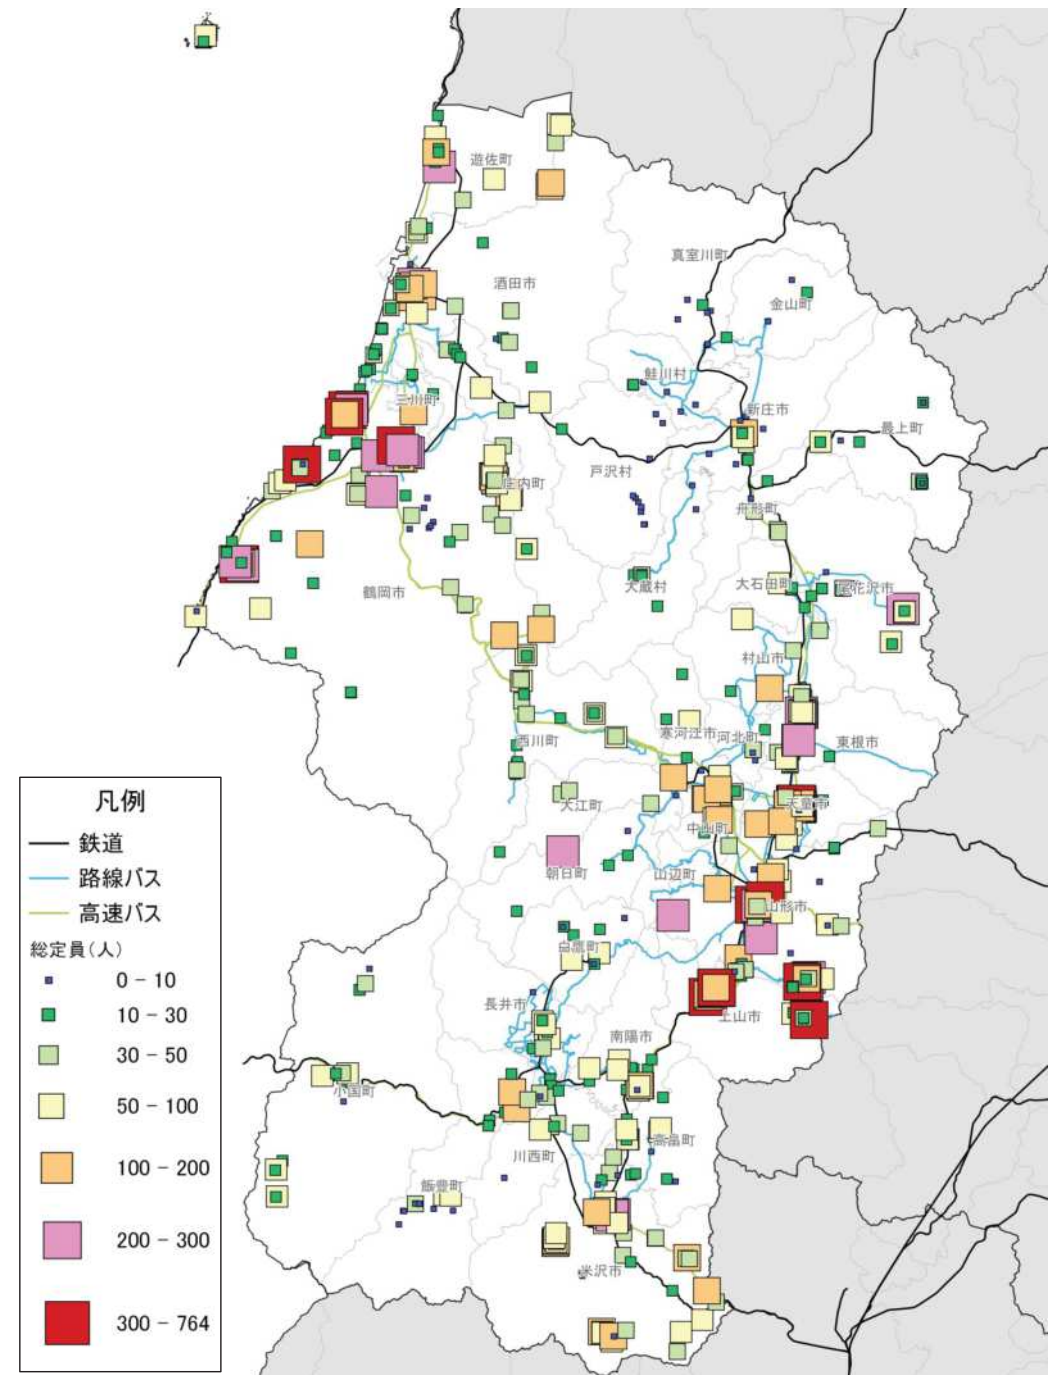 遊佐町
真室川町
酒田市
金山町
鮭川村
三川町
新庄市
最上町
戸沢村
庄内町
舟形町
大蔵村
大石田町
尾花沢市
鶴岡市
村山市
寒河江市
河北町
東根市
西川町
大江町
天童市
中山町
朝日町
山辺町
山形市
白鷹町
長井市
上山市
南陽市
小国町
高畠町
川西町
飯豊町
米沢市
凡例
鉄道
路線バス
高速バス
総定員(人)
0 - 10
10 - 30
30 - 50
50 - 100
100 - 200
200 - 300
300 - 764